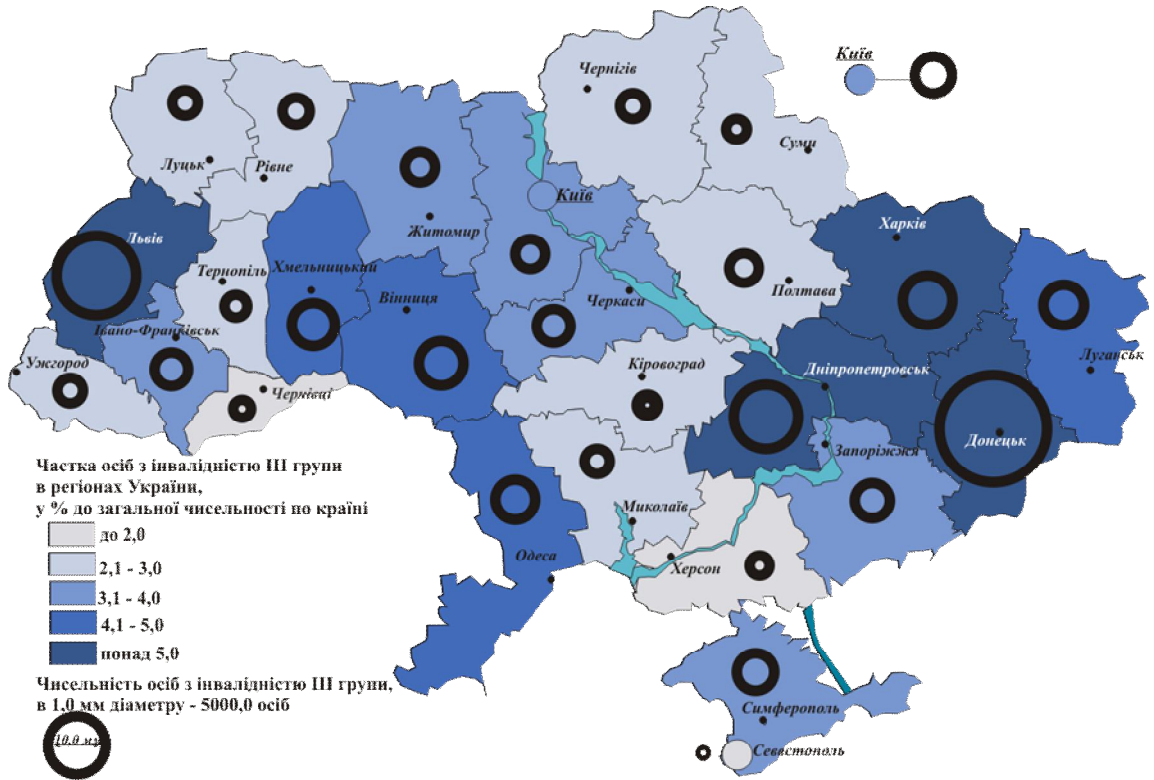 Київ
Чернігів
Суми
Луцьк
Рівне
Київ
Житомир
Львів
Харків
Тернопіль
Хмельницький
Вінниця
Черкаси
Полтава
Івано-Франківськ
Ужгород
Кіровоград
Дніпропетровськ
Луганськ
Чернівці
Запоріжжя
Донецьк
Миколаїв
Одеса
Херсон
Симферополь
Севастополь
Частка осіб з інвалідністю III групи
в регіонах України,
у % до загальної чисельності по країні
до 2,0
2,1 - 3,0
3,1 - 4,0
4,1 - 5,0
понад 5,0
Чисельність осіб з інвалідністю III групи,
в 1,0 мм діаметру - 5000,0 осіб
10,0 мм